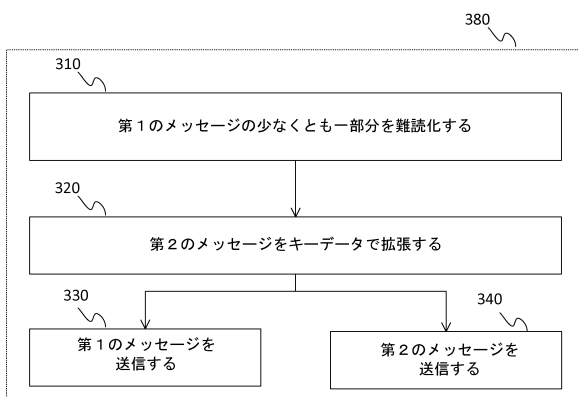 380
310
第１のメッセージの少なくとも一部分を難読化する
320
第２のメッセージをキーデータで拡張する
330
第１のメッセージを
送信する
340
第２のメッセージを
送信する